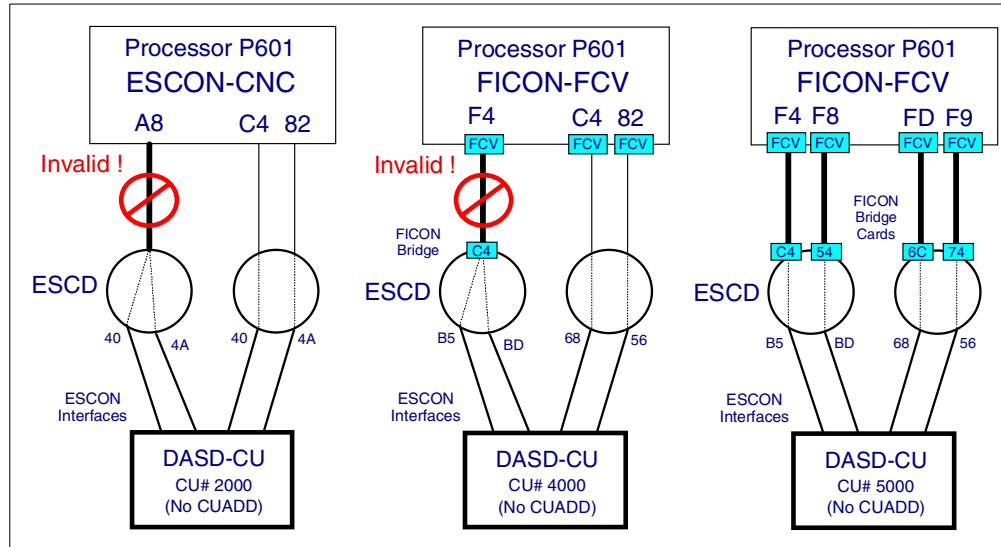 Processor P601
ESCON-CNC
A8
C4
82
Invalid !
ESCD
40
4A
40
4A
ESCON
Interfaces
DASD-CU
CU# 2000
(No CUADD)
Processor P601
FICON-FCV
F4
C4
82
FCV
FCV
FCV
Invalid !
FICON
Bridge
C4
ESCD
B5
BD
68
56
ESCON
Interfaces
DASD-CU
CU# 4000
(No CUADD)
Processor P601
FICON-FCV
F4
F8
FD
F9
FCV
FCV
FCV
FCV
FICON
Bridge
Cards
C4
54
6C
74
ESCD
B5
BD
68
56
ESCON
Interfaces
DASD-CU
CU# 5000
(No CUADD)